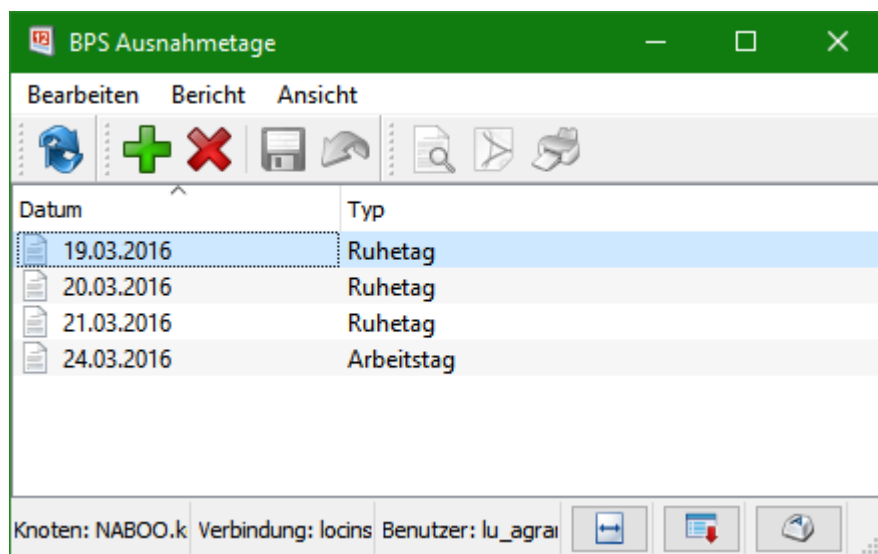 BPS Ausnahmetage
Bearbeiten Bericht Ansicht
Datum Typ
19.03.2016 Ruhetag
20.03.2016 Ruhetag
21.03.2016 Ruhetag
24.03.2016 Arbeitstag
Knoten: NABOO.k Verbindung: locins Benutzer: lu_agrar